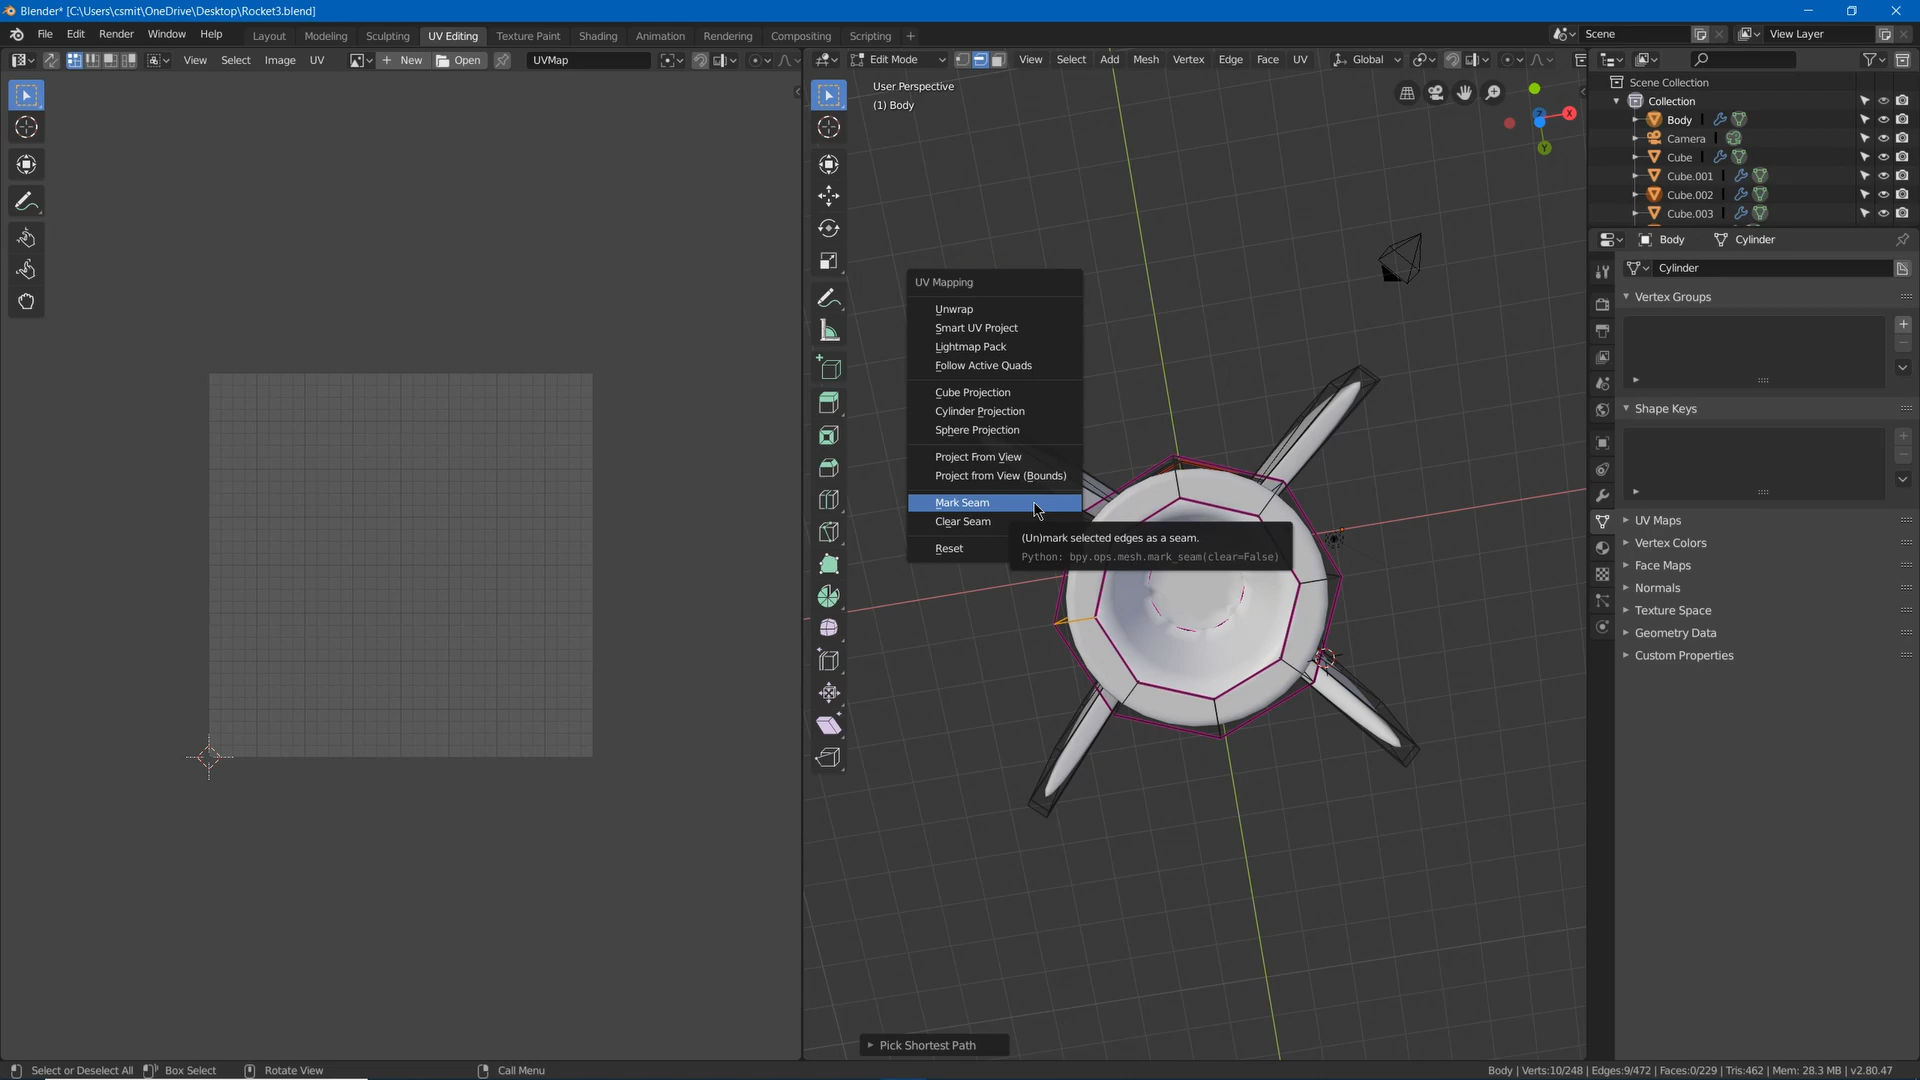 Blender* [C:\Users\csmit\OneDrive\Desktop\Rocket3.blend]
File Edit Render Window Help Layout Modeling Sculpting UV Editing Texture Paint Shading Animation Rendering Compositing Scripting + Scene View Layer
View Select Image UV + New Open UVMap Edit Mode View Select Add Mesh Vertex Edge Face UV Global
User Perspective
(1) Body
X
Y
Z
Scene Collection
Collection
Body
Camera
Cube
Cube.001
Cube.002
Cube.003
Body Cylinder
Cylinder
Vertex Groups
Shape Keys
UV Maps
Vertex Colors
Face Maps
Normals
Texture Space
Geometry Data
Custom Properties
UV Mapping
Unwrap
Smart UV Project
Lightmap Pack
Follow Active Quads
Cube Projection
Cylinder Projection
Sphere Projection
Project From View
Project from View (Bounds)
Mark Seam
Clear Seam
Reset
(Un)mark selected edges as a seam.
Python: bpy.ops.mesh.mark_seam(clear=False)
Pick Shortest Path
Select or Deselect All Box Select Rotate View Call Menu Body | Verts:10/248 | Edges:9/472 | Faces:0/229 | Tris:462 | Mem: 28.3 MB | v2.80.47